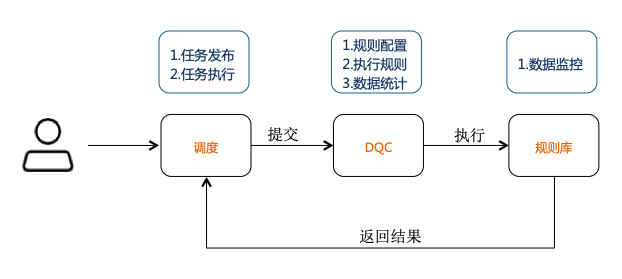 1.任务发布
2.任务执行
1.规则配置
2.执行规则
3.数据统计
1.数据监控
调度
提交
DQC
执行
规则库
返回结果